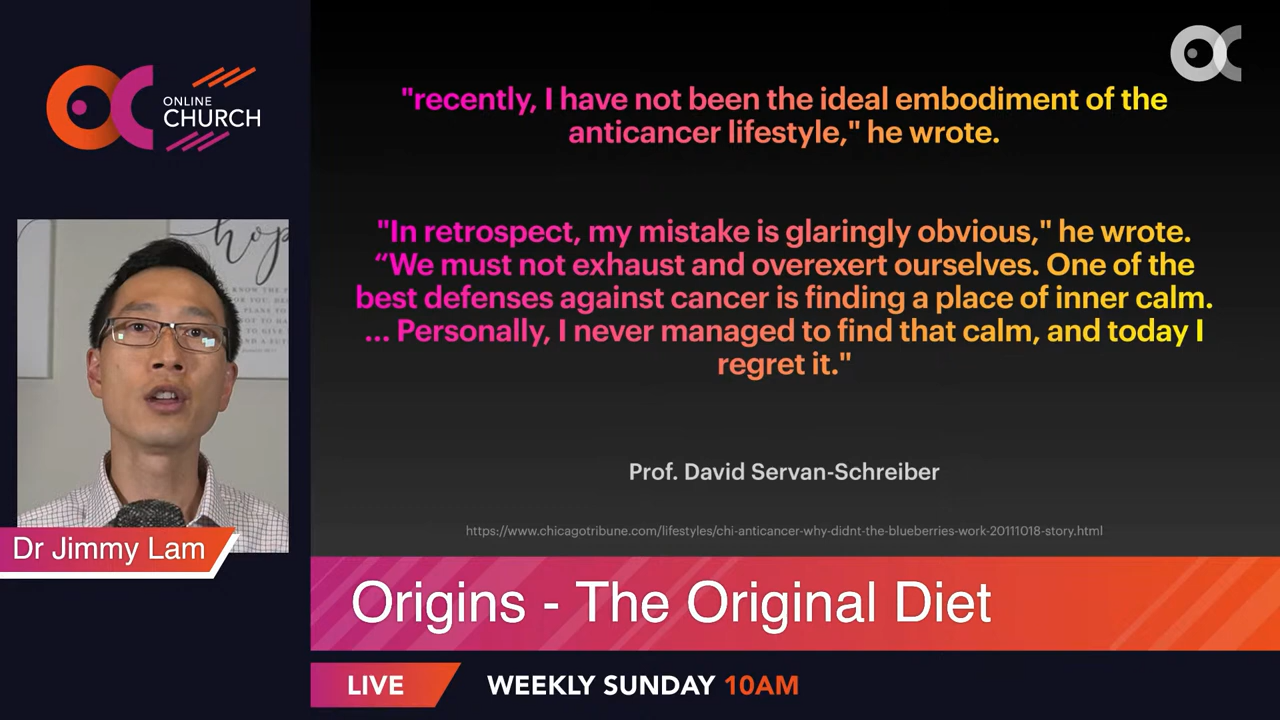 ONLINE
CHURCH
"recently, I have not been the ideal embodiment of the
anticancer lifestyle," he wrote.
"In retrospect, my mistake is glaringly obvious," he wrote.
“We must not exhaust and overexert ourselves. One of the
best defenses against cancer is finding a place of inner calm.
... Personally, I never managed to find that calm, and today I
regret it."
Prof. David Servan-Schreiber
https://www.chicagotribune.com/lifestyles/chi-anticancer-why-didnt-the-blueberries-work-20111018-story.html
hope
Dr Jimmy Lam
Origins - The Original Diet
LIVE
WEEKLY SUNDAY 10AM